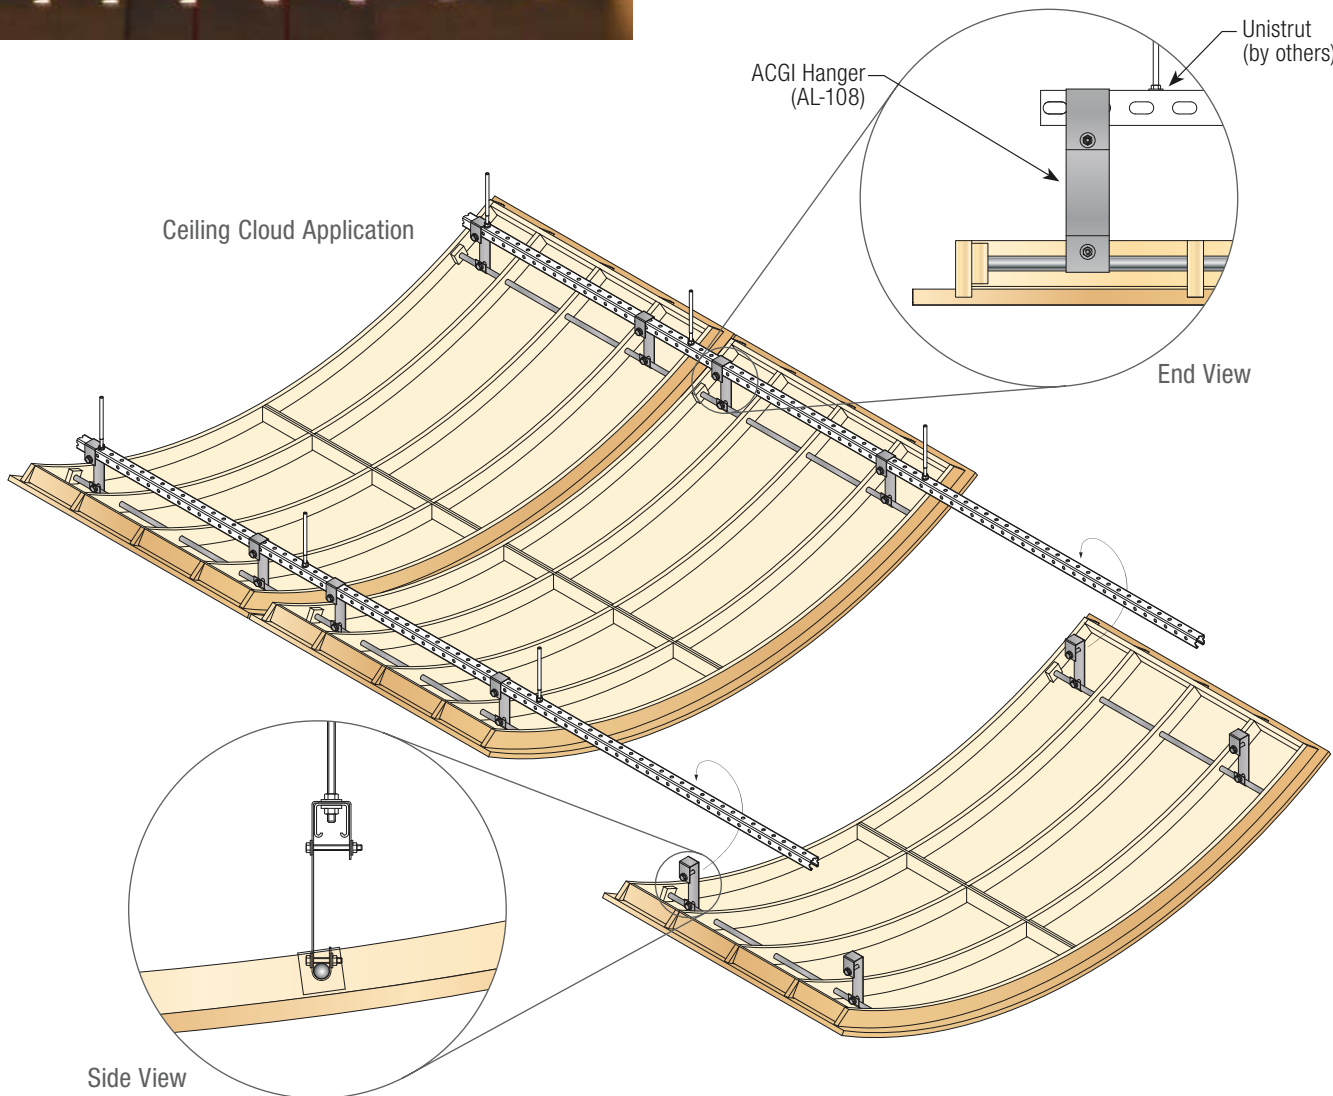 Unistrut
(by others)
ACGI Hanger
(AL-108)
Ceiling Cloud Application
End View
Side View